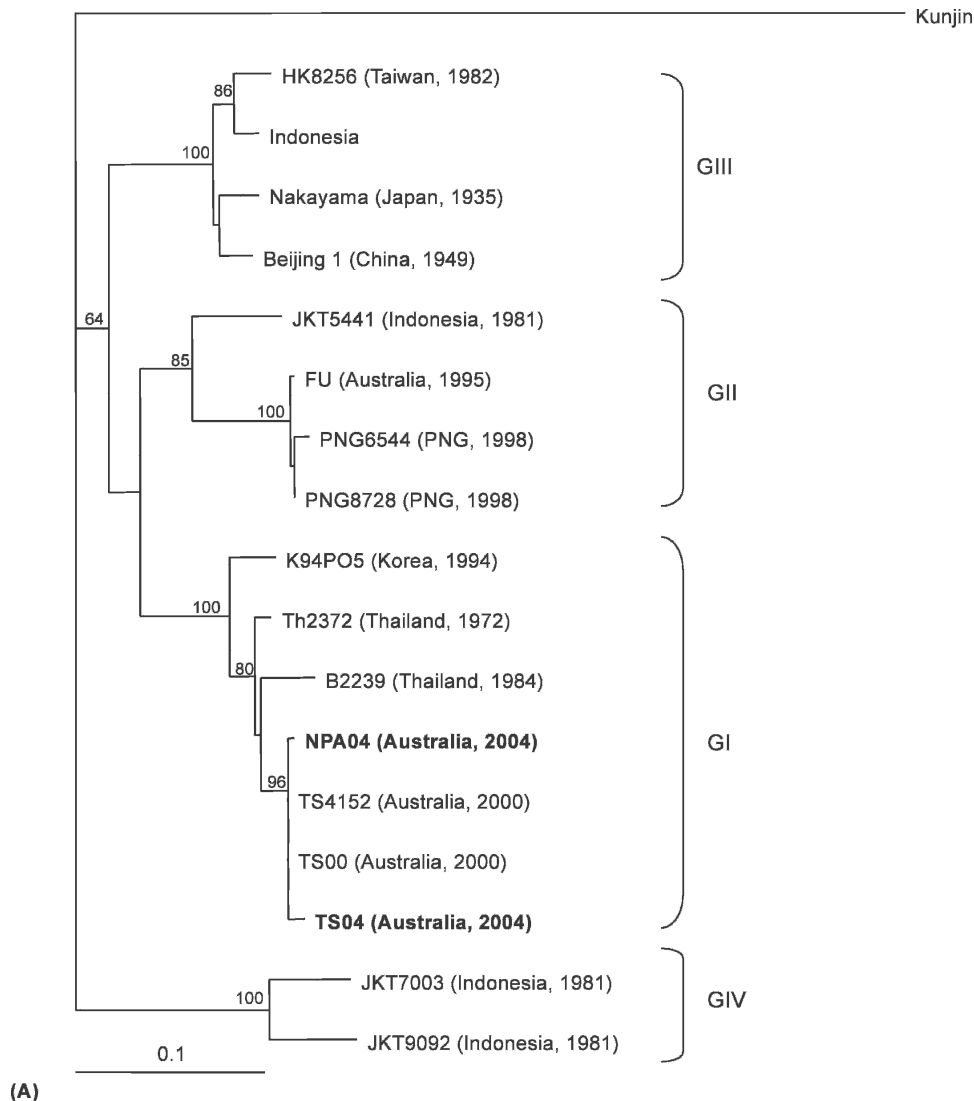 Kunjin
HK8256 (Taiwan, 1982)
86
Indonesia
100
GIII
Nakayama (Japan, 1935)
Beijing 1 (China, 1949)
64
JKT5441 (Indonesia, 1981)
85
FU (Australia, 1995)
GII
100
PNG6544 (PNG, 1998)
PNG8728 (PNG, 1998)
K94PO5 (Korea, 1994)
100
Th2372 (Thailand, 1972)
80
B2239 (Thailand, 1984)
NPA04 (Australia, 2004)
GI
96
TS4152 (Australia, 2000)
TS00 (Australia, 2000)
TS04 (Australia, 2004)
JKT7003 (Indonesia, 1981)
100
GIV
JKT9092 (Indonesia, 1981)
0.1
(A)